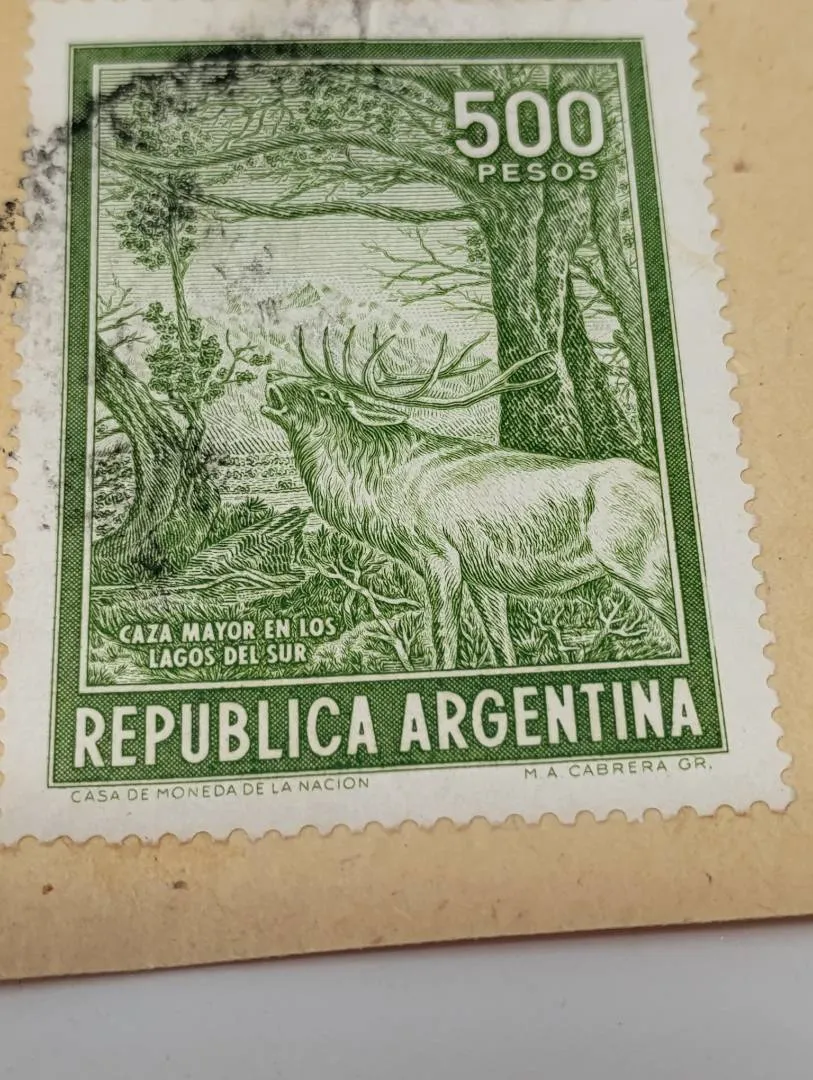 500
PESOS
CAZA MAYOR EN LOS
LAGOS DEL SUR
REPUBLICA ARGENTINA
CASA DE MONEDA DE LA NACION
M.A. CABRERA GR.